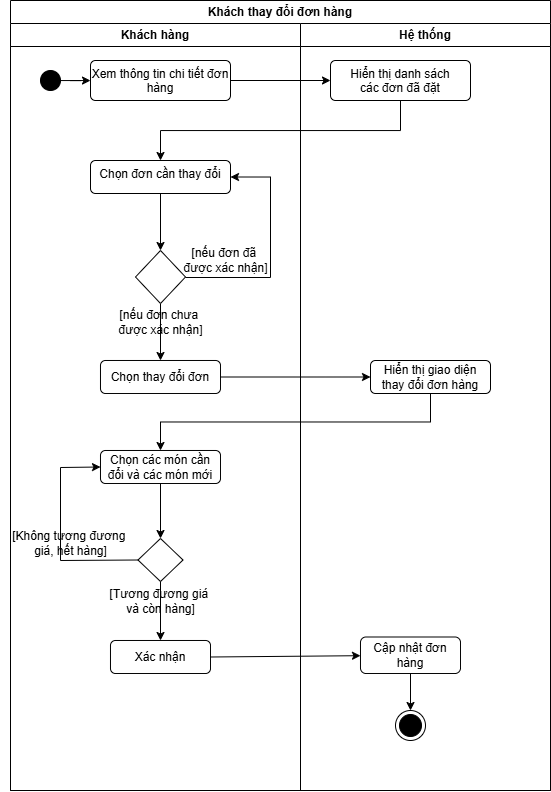 Khách thay đổi đơn hàng
Khách hàng
Hệ thống
Xem thông tin chi tiết đơn
hàng
Hiển thị danh sách
các đơn đã đặt
Chọn đơn cần thay đổi
[nếu đơn đã
được xác nhận]
[nếu đơn chưa
được xác nhận]
Chọn thay đổi đơn
Hiển thị giao diện
thay đổi đơn hàng
Chọn các món cần
đổi và các món mới
[Không tương đương
giá, hết hàng]
[Tương đương giá
và còn hàng]
Xác nhận
Cập nhật đơn
hàng